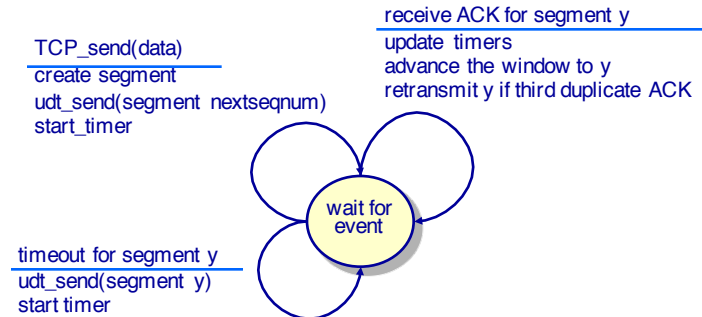 TCP_send(data)
create segment
udt_send(segment nextseqnum)
start_timer
receive ACK for segment y
update timers
advance the window to y
retransmit y if third duplicate ACK
wait for
event
timeout for segment y
udt_send(segment y)
start timer